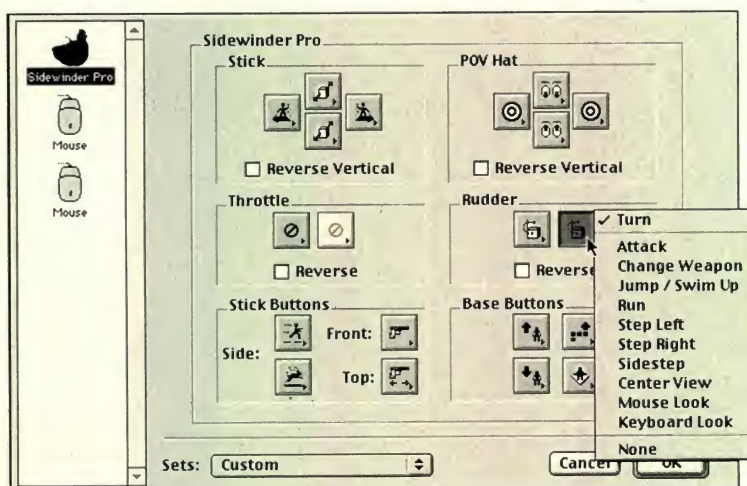 Sidewinder Pro
Mouse
Mouse
Sidewinder Pro
Stick
Reverse Vertical
POV Hat
Reverse Vertical
Throttle
Reverse
Rudder
Reverse
Stick Buttons
Side:
Front:
Top:
Base Buttons
✓ Turn
Attack
Change Weapon
Jump / Swim Up
Run
Step Left
Step Right
Sidestep
Center View
Mouse Look
Keyboard Look
None
Sets: Custom
Cancel
OK